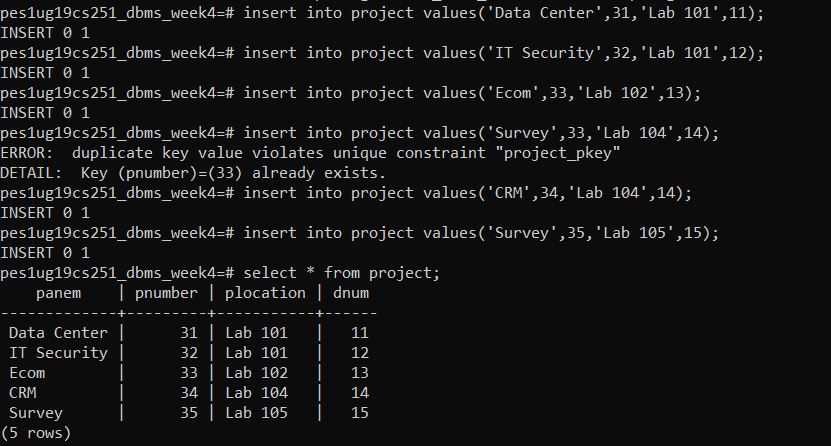 pes1ug19cs251_dbms_week4=# insert into project values('Data Center',31,'Lab 101',11);
INSERT 0 1
pes1ug19cs251_dbms_week4=# insert into project values('IT Security',32,'Lab 101',12);
INSERT 0 1
pes1ug19cs251_dbms_week4=# insert into project values('Ecom',33,'Lab 102',13);
INSERT 0 1
pes1ug19cs251_dbms_week4=# insert into project values('Survey',33,'Lab 104',14);
ERROR:  duplicate key value violates unique constraint "project_pkey"
DETAIL:  Key (pnumber)=(33) already exists.
pes1ug19cs251_dbms_week4=# insert into project values('CRM',34,'Lab 104',14);
INSERT 0 1
pes1ug19cs251_dbms_week4=# insert into project values('Survey',35,'Lab 105',15);
INSERT 0 1
pes1ug19cs251_dbms_week4=# select * from project;
    panem    | pnumber | plocation | dnum
-------------+---------+-----------+------
 Data Center |      31 | Lab 101   |   11
 IT Security |      32 | Lab 101   |   12
 Ecom        |      33 | Lab 102   |   13
 CRM         |      34 | Lab 104   |   14
 Survey      |      35 | Lab 105   |   15
(5 rows)